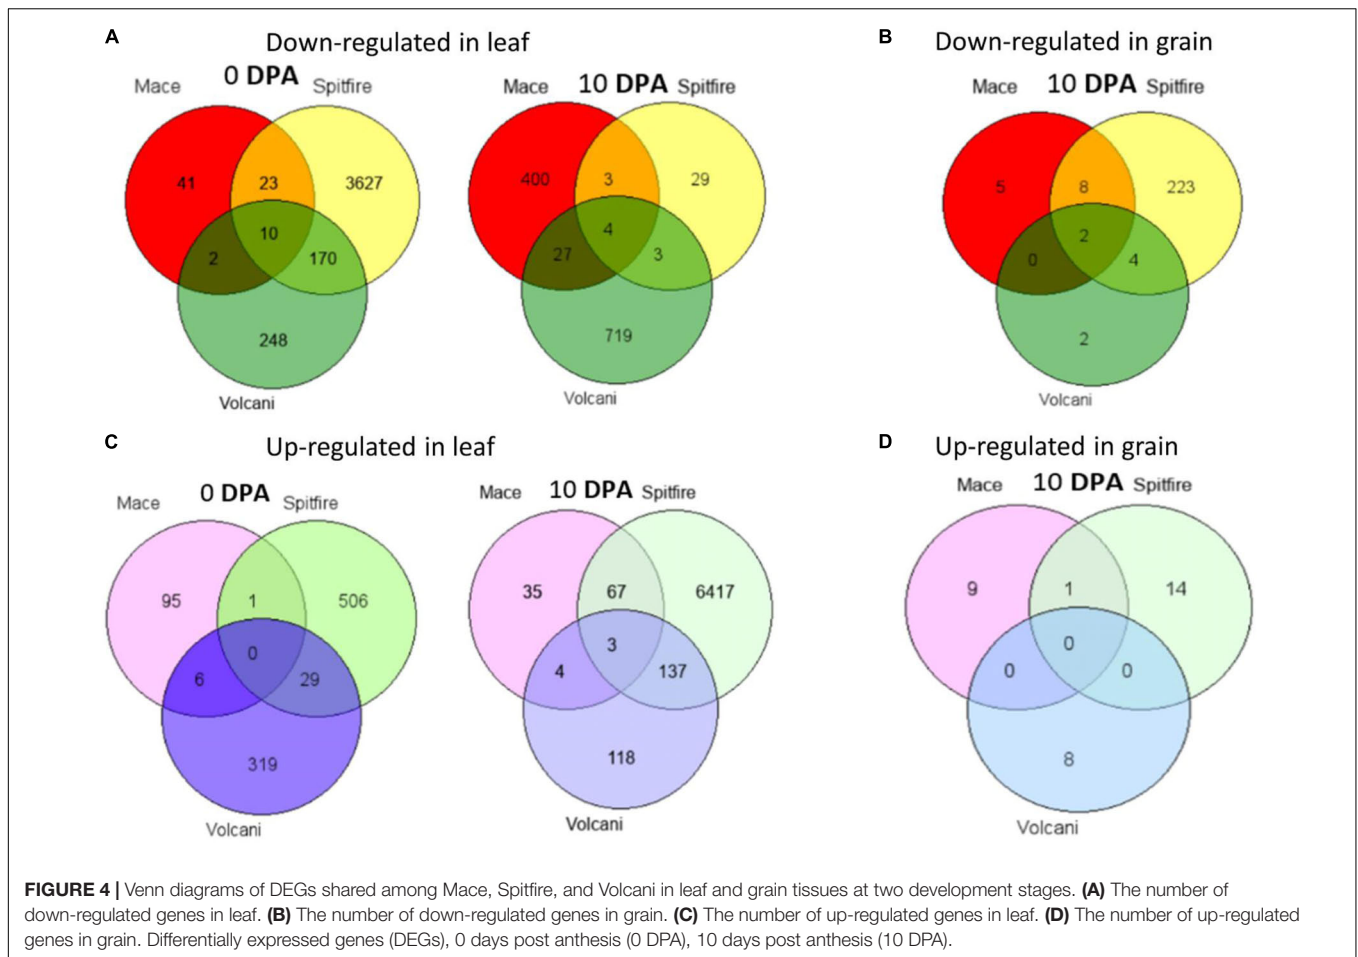 A
Down-regulated in leaf
Mace 0 DPA Spitfire
41 23 3627
10
2 170
248
Volcani
Mace 10 DPA Spitfire
400 3 29
4
27 3
719
Volcani
B
Down-regulated in grain
Mace 10 DPA Spitfire
5 8 223
2
0 4
2
Volcani
C
Up-regulated in leaf
Mace 0 DPA Spitfire
95 1 506
0
6 29
319
Volcani
Mace 10 DPA Spitfire
35 67 6417
3
4 137
118
Volcani
D
Up-regulated in grain
Mace 10 DPA Spitfire
9 1 14
0
0 0
8
Volcani
FIGURE 4 | Venn diagrams of DEGs shared among Mace, Spitfire, and Volcani in leaf and grain tissues at two development stages. (A) The number of
down-regulated genes in leaf. (B) The number of down-regulated genes in grain. (C) The number of up-regulated genes in leaf. (D) The number of up-regulated
genes in grain. Differentially expressed genes (DEGs), 0 days post anthesis (0 DPA), 10 days post anthesis (10 DPA).